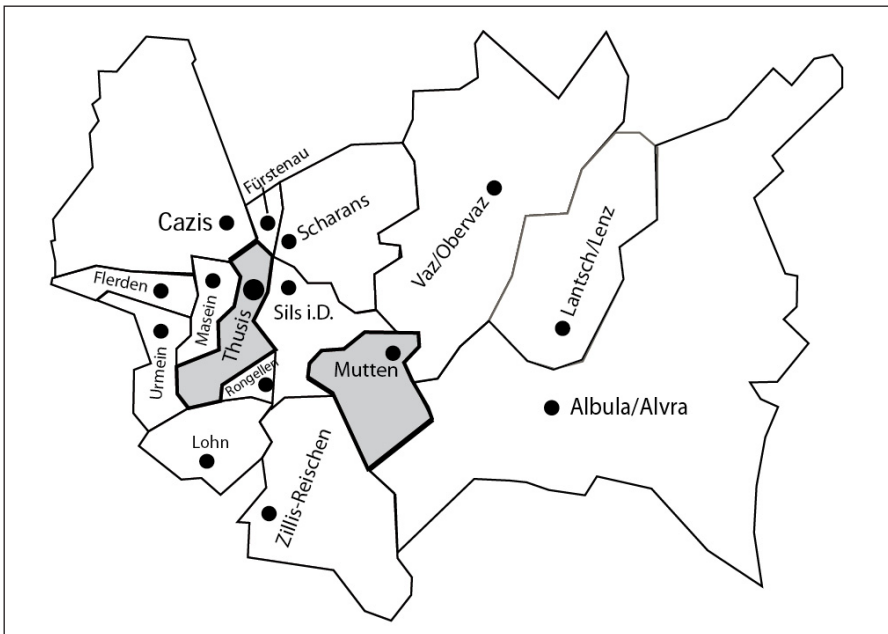 Fürstenau
Cazis
Scharans
Vaz/Obervaz
Lantsch/Lenz
Flerden
Masein
Thusis
Sils i.D.
Urmein
Rongellen
Mutten
Albula/Alvra
Lohn
Zillis-Reischen